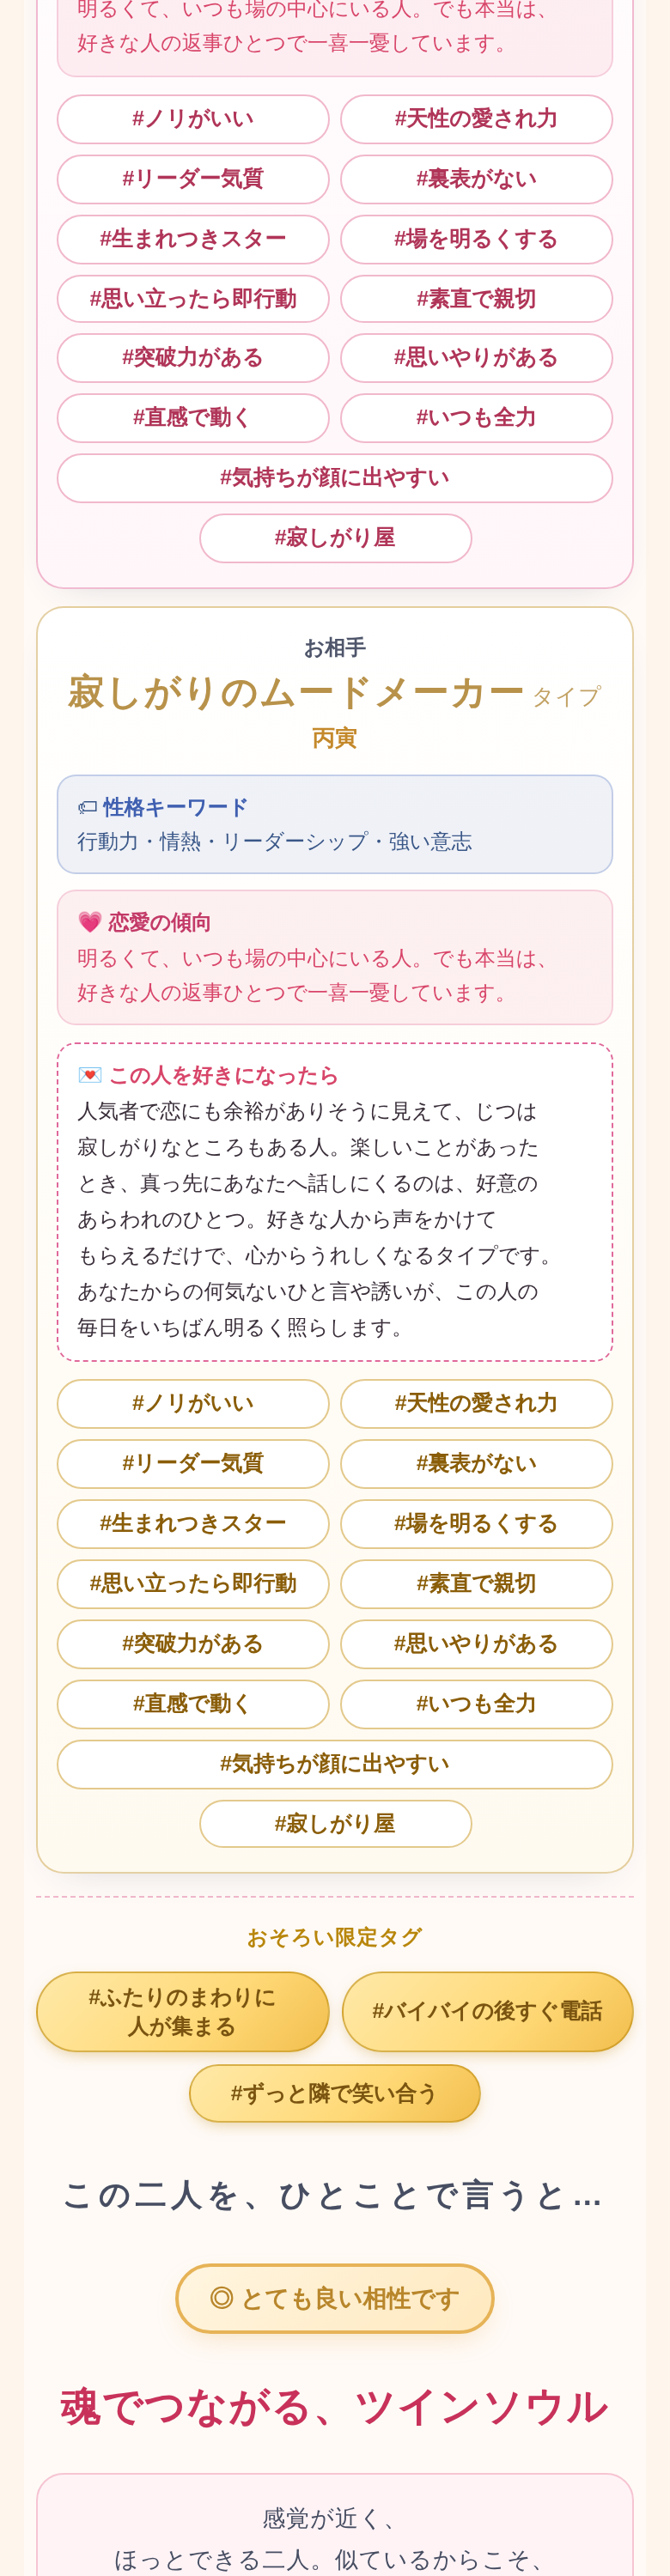 明るくて、いつも場の中心にいる人。でも本当は、
好きな人の返事ひとつで一喜一憂しています。
#ノリがいい
#天性の愛され力
#リーダー気質
#裏表がない
#生まれつきスター
#場を明るくする
#思い立ったら即行動
#素直で親切
#突破力がある
#思いやりがある
#直感で動く
#いつも全力
#気持ちが顔に出やすい
#寂しがり屋
お相手
寂しがりのムードメーカー タイプ
丙寅
🏷 性格キーワード
行動力・情熱・リーダーシップ・強い意志
💗 恋愛の傾向
明るくて、いつも場の中心にいる人。でも本当は、
好きな人の返事ひとつで一喜一憂しています。
💌 この人を好きになったら
人気者で恋にも余裕がありそうに見えて、じつは
寂しがりなところもある人。楽しいことがあった
とき、真っ先にあなたへ話しにくるのは、好意の
あらわれのひとつ。好きな人から声をかけて
もらえるだけで、心からうれしくなるタイプです。
あなたからの何気ないひと言や誘いが、この人の
毎日をいちばん明るく照らします。
#ノリがいい
#天性の愛され力
#リーダー気質
#裏表がない
#生まれつきスター
#場を明るくする
#思い立ったら即行動
#素直で親切
#突破力がある
#思いやりがある
#直感で動く
#いつも全力
#気持ちが顔に出やすい
#寂しがり屋
おそろい限定タグ
#ふたりのまわりに
人が集まる
#バイバイの後すぐ電話
#ずっと隣で笑い合う
この二人を、ひとことで言うと…
◎ とても良い相性です
魂でつながる、ツインソウル
感覚が近く、
ほっとできる二人。似ているからこそ、